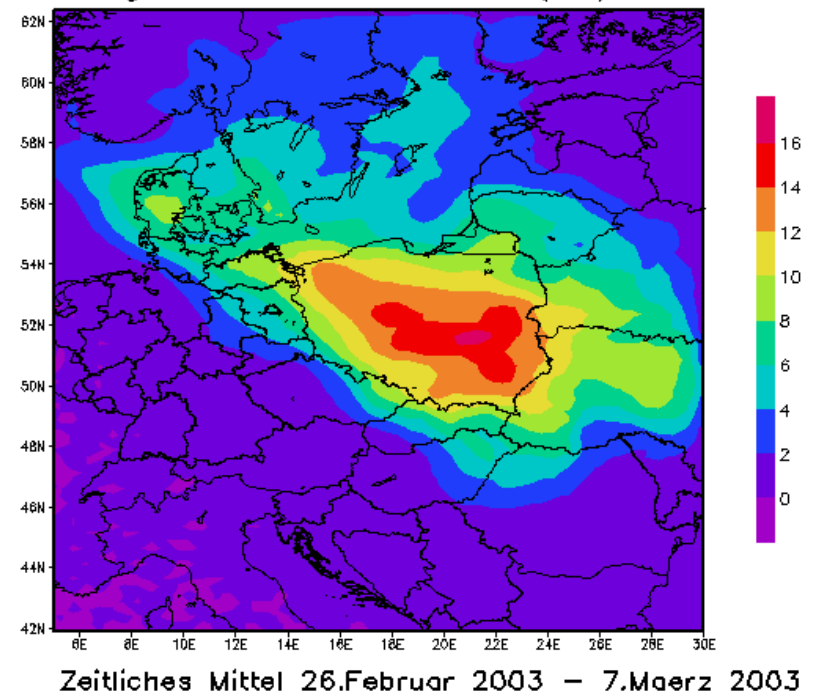 62N
60N
58N
56N
54N
52N
50N
48N
46N
44N
42N
6E 8E 10E 12E 14E 16E 18E 20E 22E 24E 26E 28E 30E
16
14
12
10
8
6
4
2
0
Zeitliches Mittel 26.Februar 2003 – 7.Maerz 2003